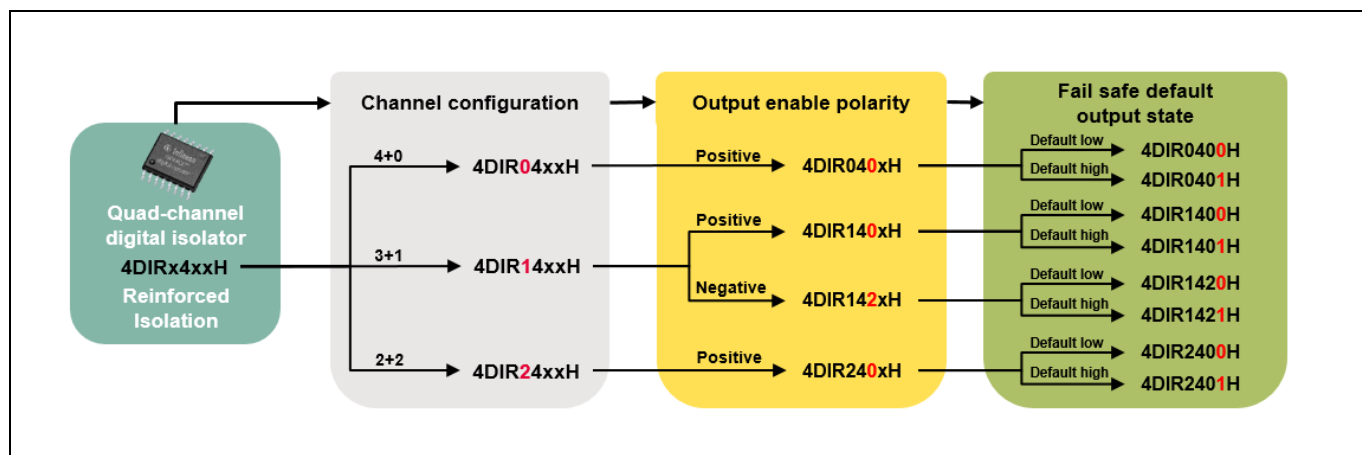 Channel configuration
Output enable polarity
Fail safe default
output state
Infineon
Quad-channel
digital isolator
4DIRx4xxH
Reinforced
Isolation
4+0
4DIR04xxH
3+1
4DIR14xxH
2+2
4DIR24xxH
Positive
4DIR040xH
Positive
4DIR140xH
Negative
4DIR142xH
Positive
4DIR240xH
Default low
4DIR0400H
Default high
4DIR0401H
Default low
4DIR1400H
Default high
4DIR1401H
Default low
4DIR1420H
Default high
4DIR1421H
Default low
4DIR2400H
Default high
4DIR2401H